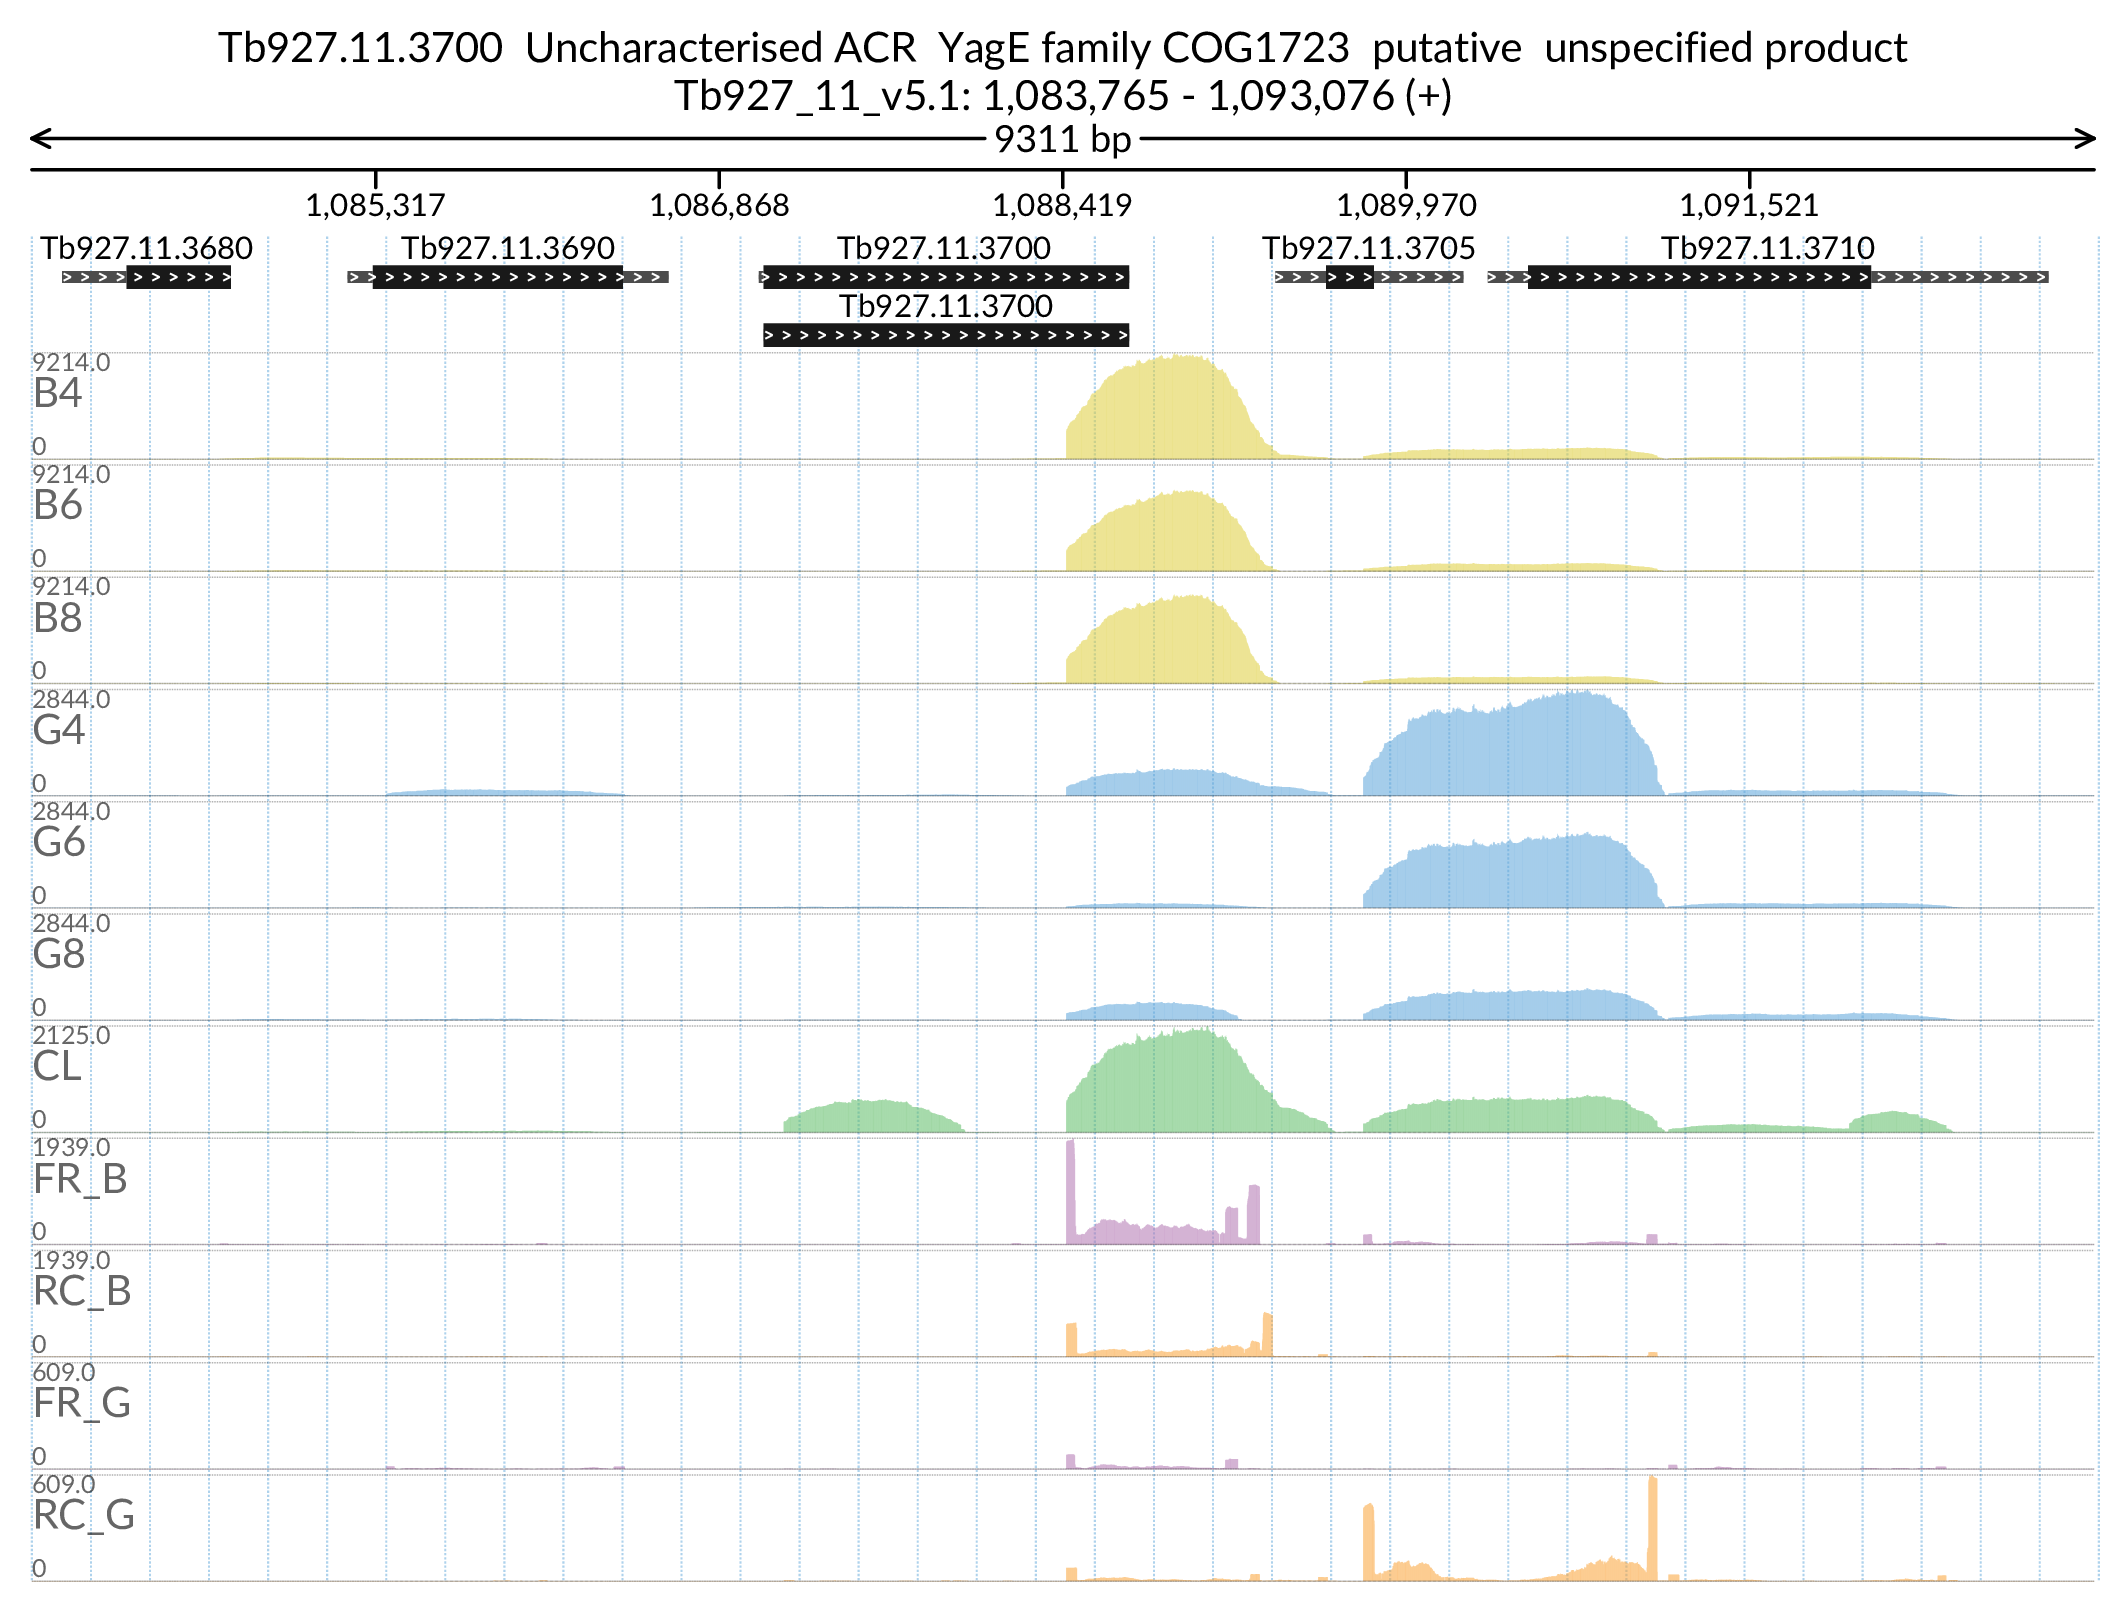 Tb927.11.3700  Uncharacterised ACR  YagE family COG1723  putative  unspecified product
Tb927_11_v5.1: 1,083,765 - 1,093,076 (+)
9311 bp
1,085,317 1,086,868 1,088,419 1,089,970 1,091,521
Tb927.11.3680 Tb927.11.3690 Tb927.11.3700 Tb927.11.3705 Tb927.11.3710
Tb927.11.3700
9214.0
B4
0
9214.0
B6
0
9214.0
B8
0
2844.0
G4
0
2844.0
G6
0
2844.0
G8
0
2125.0
CL
0
1939.0
FR_B
0
1939.0
RC_B
0
609.0
FR_G
0
609.0
RC_G
0